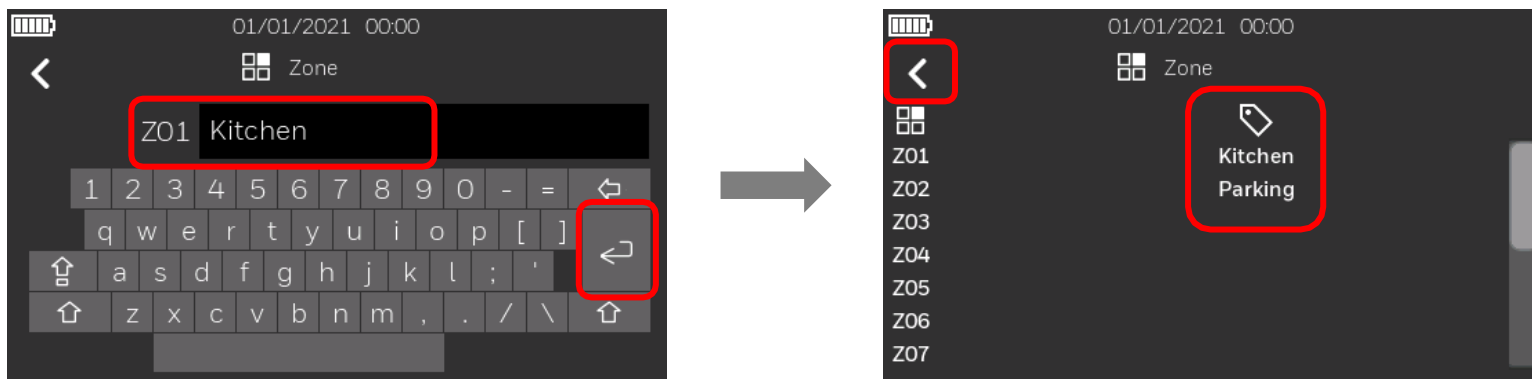 01/01/2021 00:00
Zone
Z01 Kitchen
1 2 3 4 5 6 7 8 9 0 - =
q w e r t y u i o p [ ]
a s d f g h j k l ; '
z x c v b n m , . / \
01/01/2021 00:00
Zone
Z01 Kitchen
Z02 Parking
Z03
Z04
Z05
Z06
Z07